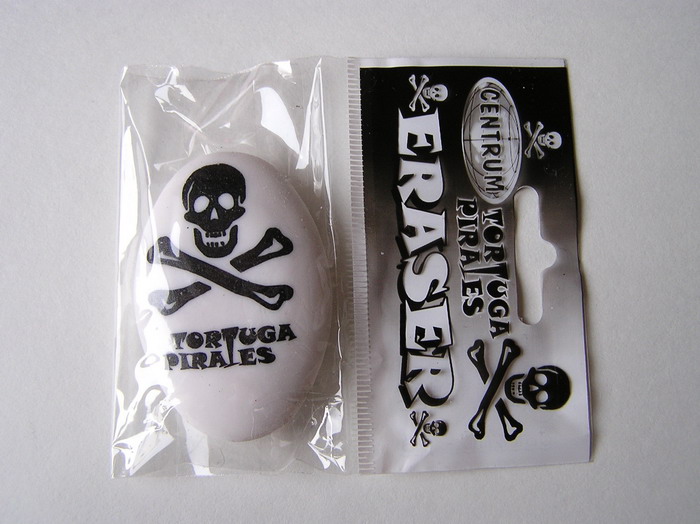 TORTUGA
PIRATES
CENTRUM
TORTUGA
PIRATES
ERASER